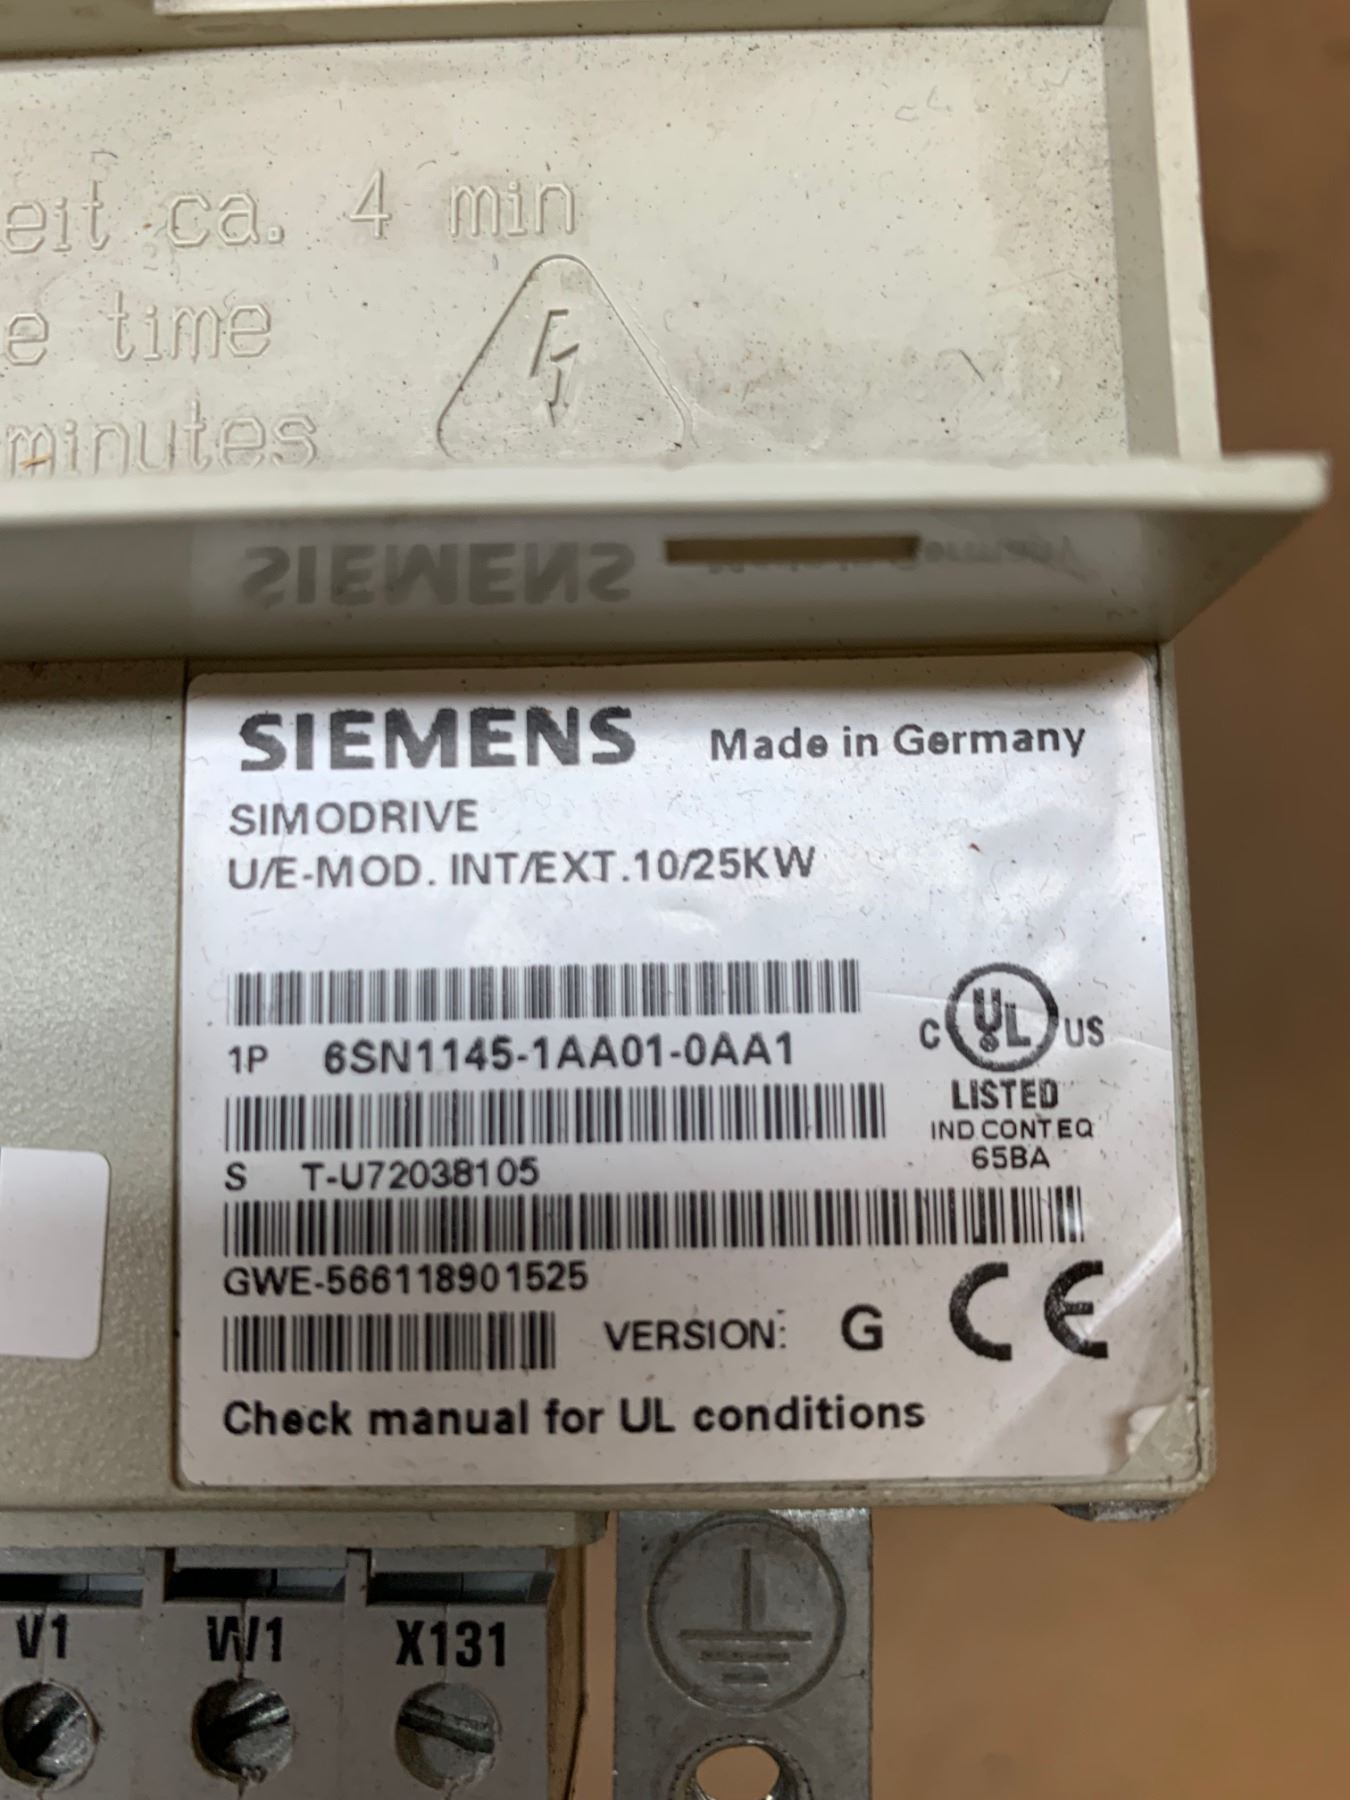 eit ca. 4 min
e time
minutes
SIEMENS
Made in Germany
SIMODRIVE
U/E-MOD. INT/EXT.10/25KW
1P 6SN1145-1AA01-0AA1
C UL US
LISTED
IND.CONT.EQ
65BA
S T-U72038105
GWE-566118901525
VERSION: G CE
Check manual for UL conditions
V1 W1 X131